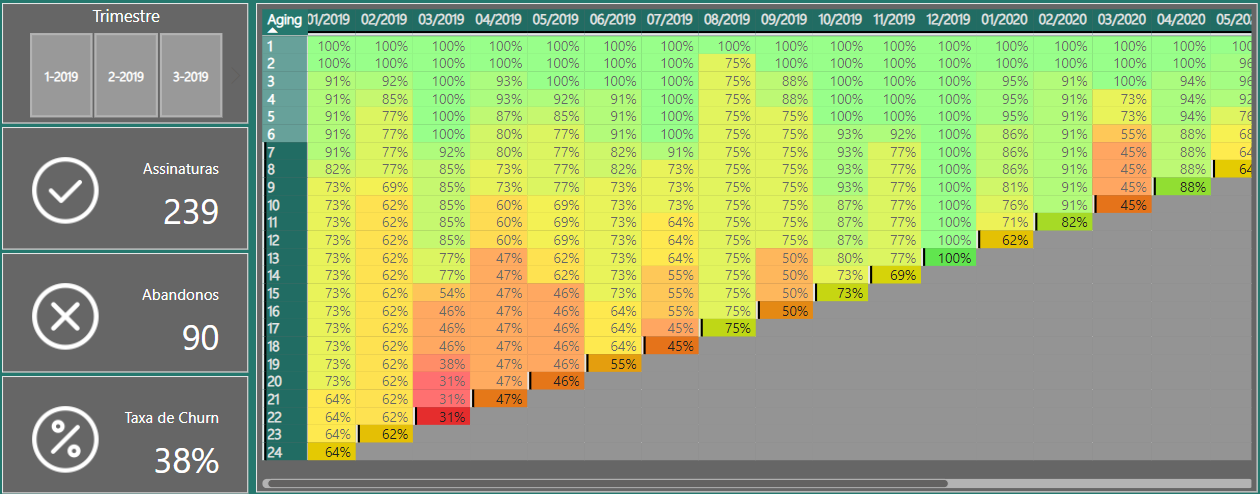 Trimestre
1-2019 2-2019 3-2019
Assinaturas
239
Abandonos
90
Taxa de Churn
38%
Aging 01/2019 02/2019 03/2019 04/2019 05/2019 06/2019 07/2019 08/2019 09/2019 10/2019 11/2019 12/2019 01/2020 02/2020 03/2020 04/2020 05/20
1 100% 100% 100% 100% 100% 100% 100% 100% 100% 100% 100% 100% 100% 100% 100% 100% 100
2 100% 100% 100% 100% 100% 100% 100% 75% 100% 100% 100% 100% 100% 100% 100% 100% 96
3 91% 92% 100% 93% 100% 100% 100% 75% 88% 100% 100% 100% 95% 91% 100% 94% 96
4 91% 85% 100% 93% 92% 91% 100% 75% 88% 100% 100% 100% 95% 91% 73% 94% 92
5 91% 77% 100% 87% 85% 91% 100% 75% 75% 100% 100% 100% 95% 91% 73% 94% 76
6 91% 77% 100% 80% 77% 91% 100% 75% 75% 93% 92% 100% 86% 91% 55% 88% 68
7 91% 77% 92% 80% 77% 82% 91% 75% 75% 93% 77% 100% 86% 91% 45% 88% 64
8 82% 77% 85% 73% 77% 82% 73% 75% 75% 93% 77% 100% 86% 91% 45% 88% 64
9 73% 69% 85% 73% 77% 73% 73% 75% 75% 93% 77% 100% 81% 91% 45% 88%
10 73% 62% 85% 60% 69% 73% 73% 75% 75% 87% 77% 100% 76% 91% 45%
11 73% 62% 85% 60% 69% 73% 64% 75% 75% 87% 77% 100% 71% 82%
12 73% 62% 85% 60% 69% 73% 64% 75% 75% 87% 77% 100% 62%
13 73% 62% 77% 47% 62% 73% 64% 75% 50% 80% 77% 100%
14 73% 62% 77% 47% 62% 73% 55% 75% 50% 73% 69%
15 73% 62% 54% 47% 46% 73% 55% 75% 50% 73%
16 73% 62% 46% 47% 46% 64% 55% 75% 50%
17 73% 62% 46% 47% 46% 64% 45% 75%
18 73% 62% 46% 47% 46% 64% 45%
19 73% 62% 38% 47% 46% 55%
20 73% 62% 31% 47% 46%
21 64% 62% 31% 47%
22 64% 62% 31%
23 64% 62%
24 64%